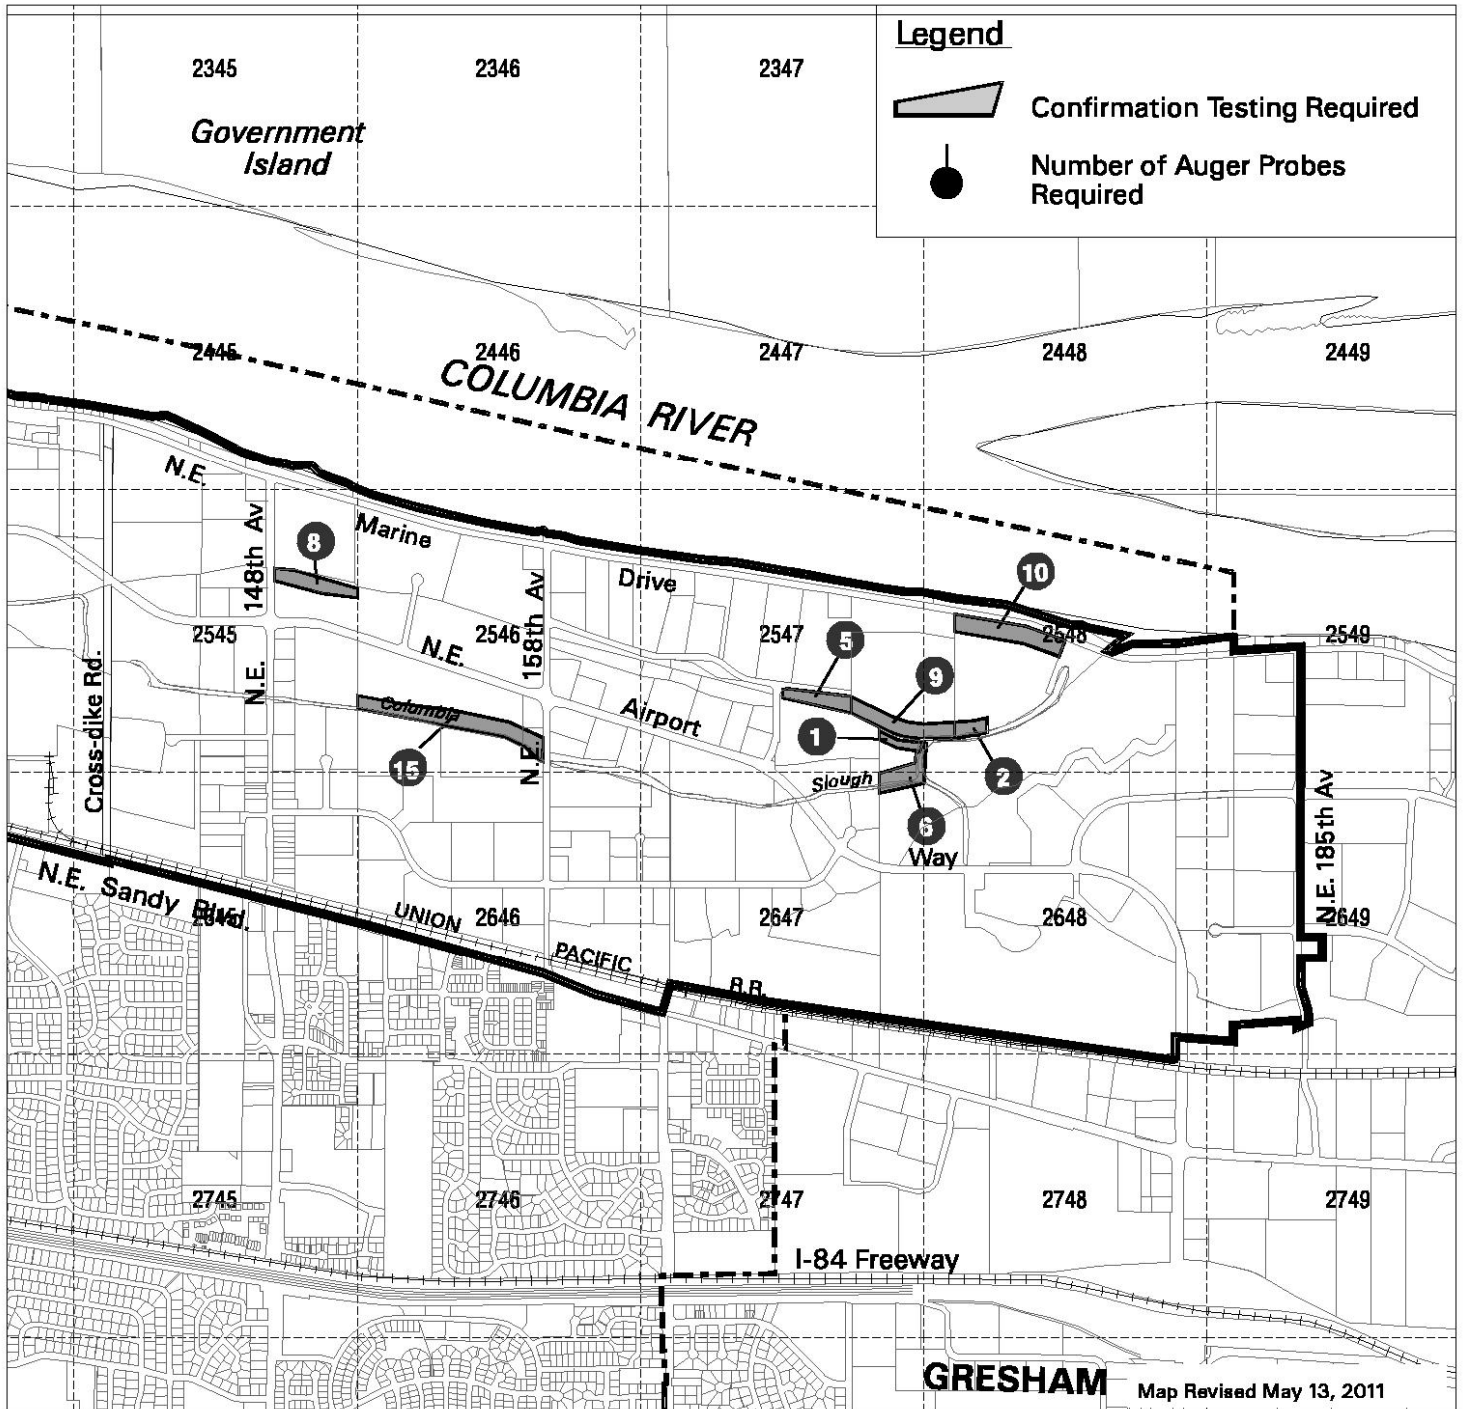 Legend
Confirmation Testing Required
Number of Auger Probes
Required
2345
2346
2347
Government
Island
2445
2446
2447
2448
2449
COLUMBIA RIVER
N.E.
Marine
Drive
148th Av
N.E.
8
10
158th Av
N.E.
2545
2546
2547
2548
2549
N.E.
Airport
Way
5
9
1
2
6
15
Columbia
Slough
Cross-dike Rd.
N.E. 185th Av
N.E. Sandy Blvd.
UNION
PACIFIC
R.R.
2645
2646
2647
2648
2649
2745
2746
2747
2748
2749
I-84 Freeway
GRESHAM
Map Revised May 13, 2011